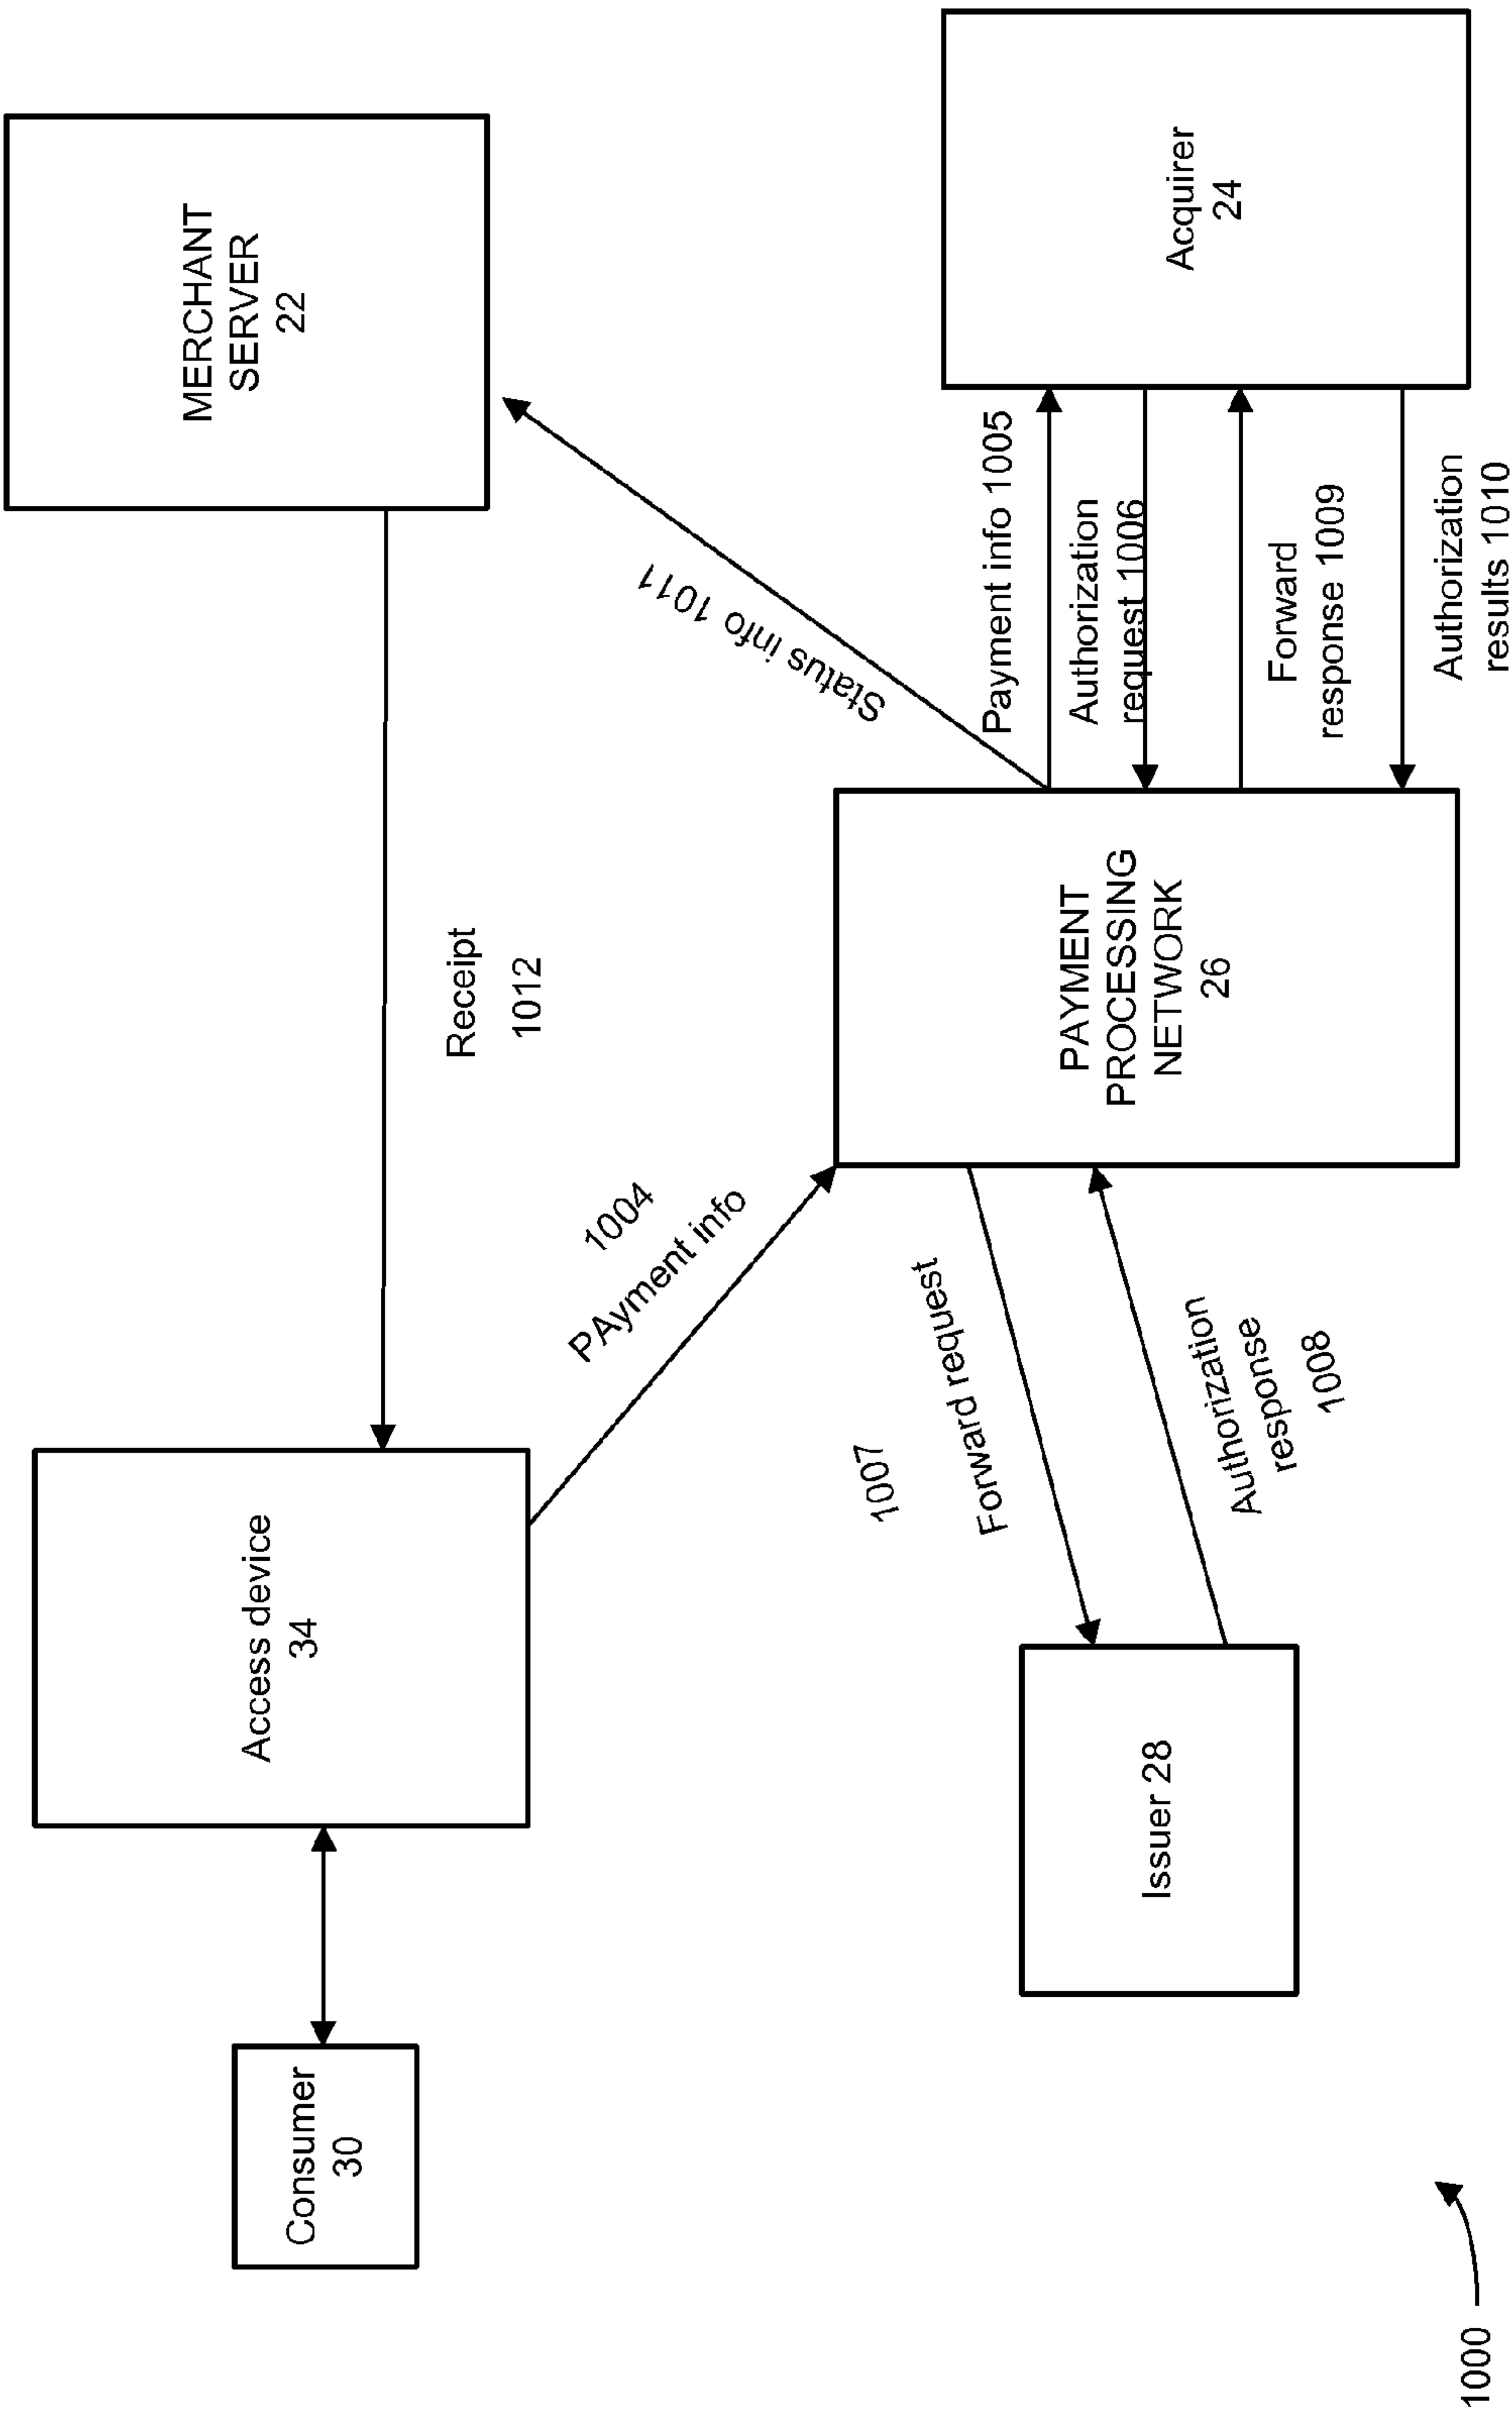 Consumer
30
Access device
34
MERCHANT
SERVER
22
Receipt
1012
1004
PAyment info
Status info 1011
Payment info 1005
Authorization
request 1006
Forward
response 1009
Authorization
results 1010
Acquirer
24
PAYMENT
PROCESSING
NETWORK
26
1007
Forward request
Authorization
response
1008
Issuer 28
1000